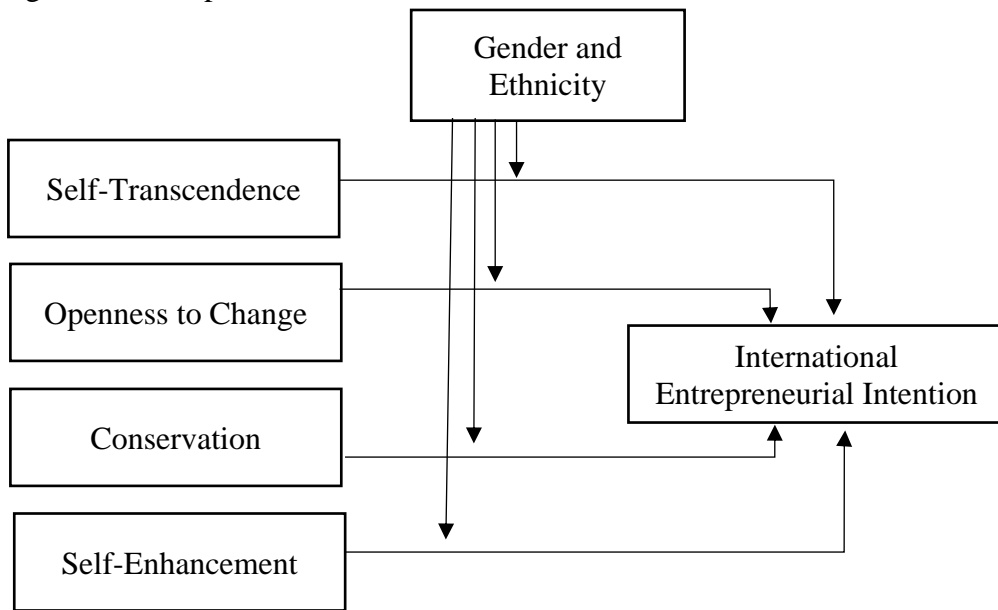 Gender and
Ethnicity
Self-Transcendence
Openness to Change
International
Entrepreneurial Intention
Conservation
Self-Enhancement